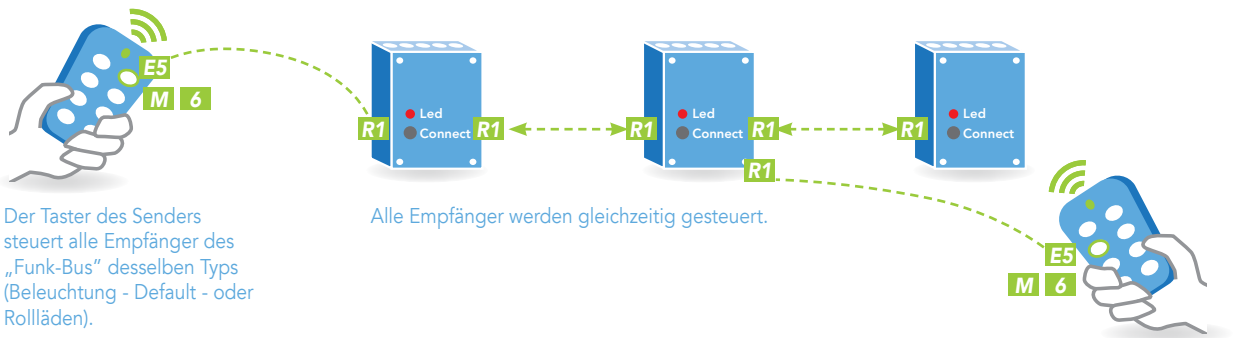 E5
M 6
R1
Led
Connect
R1
R1
Led
Connect
R1
R1
R1
Led
Connect
Der Taster des Senders
steuert alle Empfänger des
„Funk-Bus” desselben Typs
(Beleuchtung - Default - oder
Rollläden).
Alle Empfänger werden gleichzeitig gesteuert.
E5
M 6